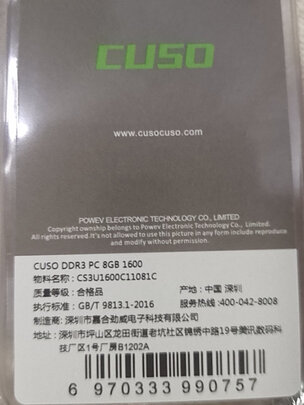 CUSO
www.cusocuso.com
POWEV ELECTRONIC TECHNOLOGY CO., LIMITED
Copyright ownship belongs to Powev Electronic Technology Co.,
Limited.All right reserved
Awareness. It's not allowed to use this picture in any form include reproduce
and modify without permission.
CUSO DDR3 PC 8GB 1600
物料名称: CS3U1600C11081C
质量等级: 合格品
产地: 中国 深圳
执行标准: GB/T 9813.1-2016
服务热线:400-042-8008
制造商: 深圳市嘉合劲威电子科技有限公司
深圳市坪山区龙田街道老坑社区锦绣中路19号腾讯数码科
技厂区1号厂房B1202A
6 970333 990757